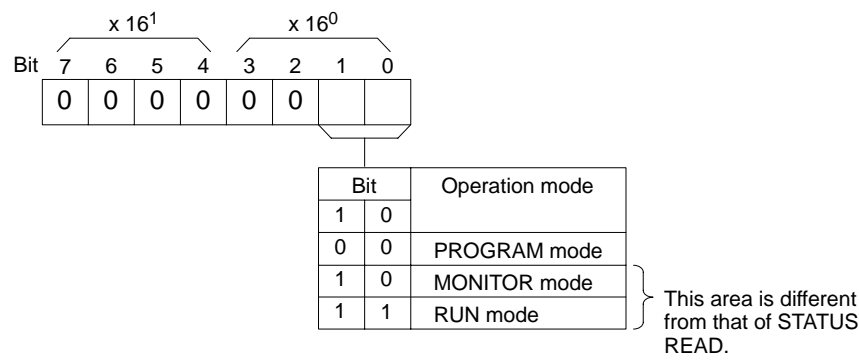 x 16¹ x 16⁰
Bit 7 6 5 4 3 2 1 0
0 0 0 0 0 0
Bit Operation mode
1 0
0 0 PROGRAM mode
1 0 MONITOR mode
1 1 RUN mode
This area is different
from that of STATUS
READ.